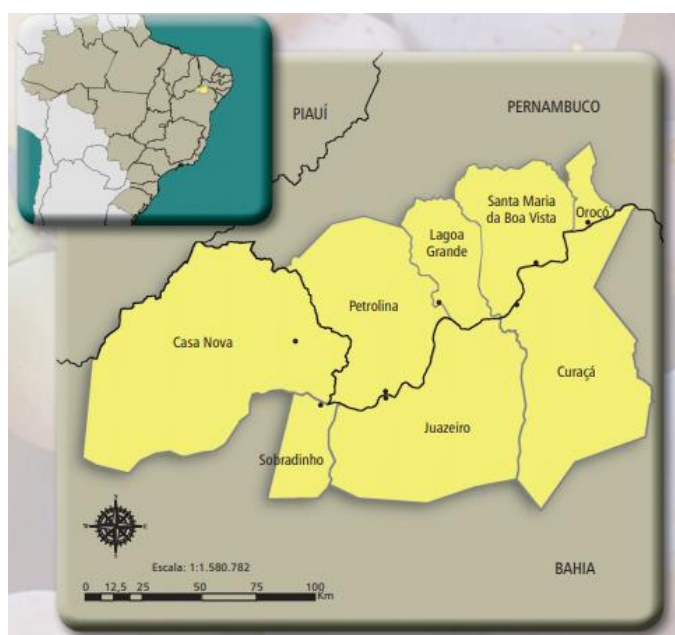 PIAUÍ
PERNAMBUCO
Santa Maria
da Boa Vista
Orocó
Lagoa
Grande
Petrolina
Casa Nova
Curaçá
Juazeiro
Sobradinho
N
E
S
Escala: 1:1.580.782
BAHIA
0 12,5 25 50 75 100
Km